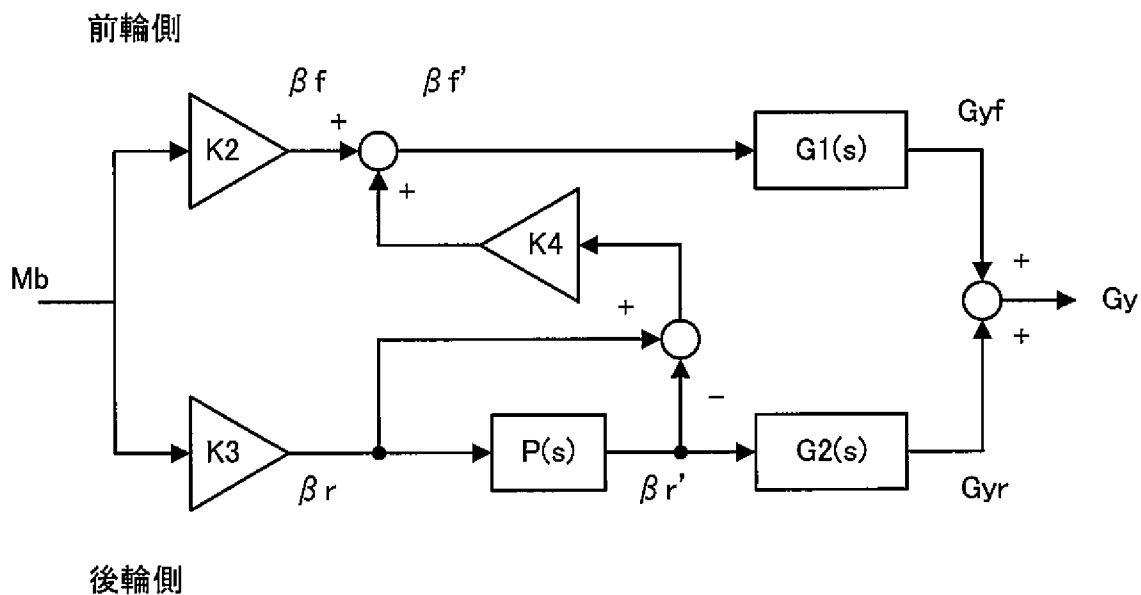 前輪側
βf
βf'
Gyf
K2
+
G1(s)
+
K4
Mb
+
+
Gy
+
K3
P(s)
−
G2(s)
βr
βr'
Gyr
後輪側